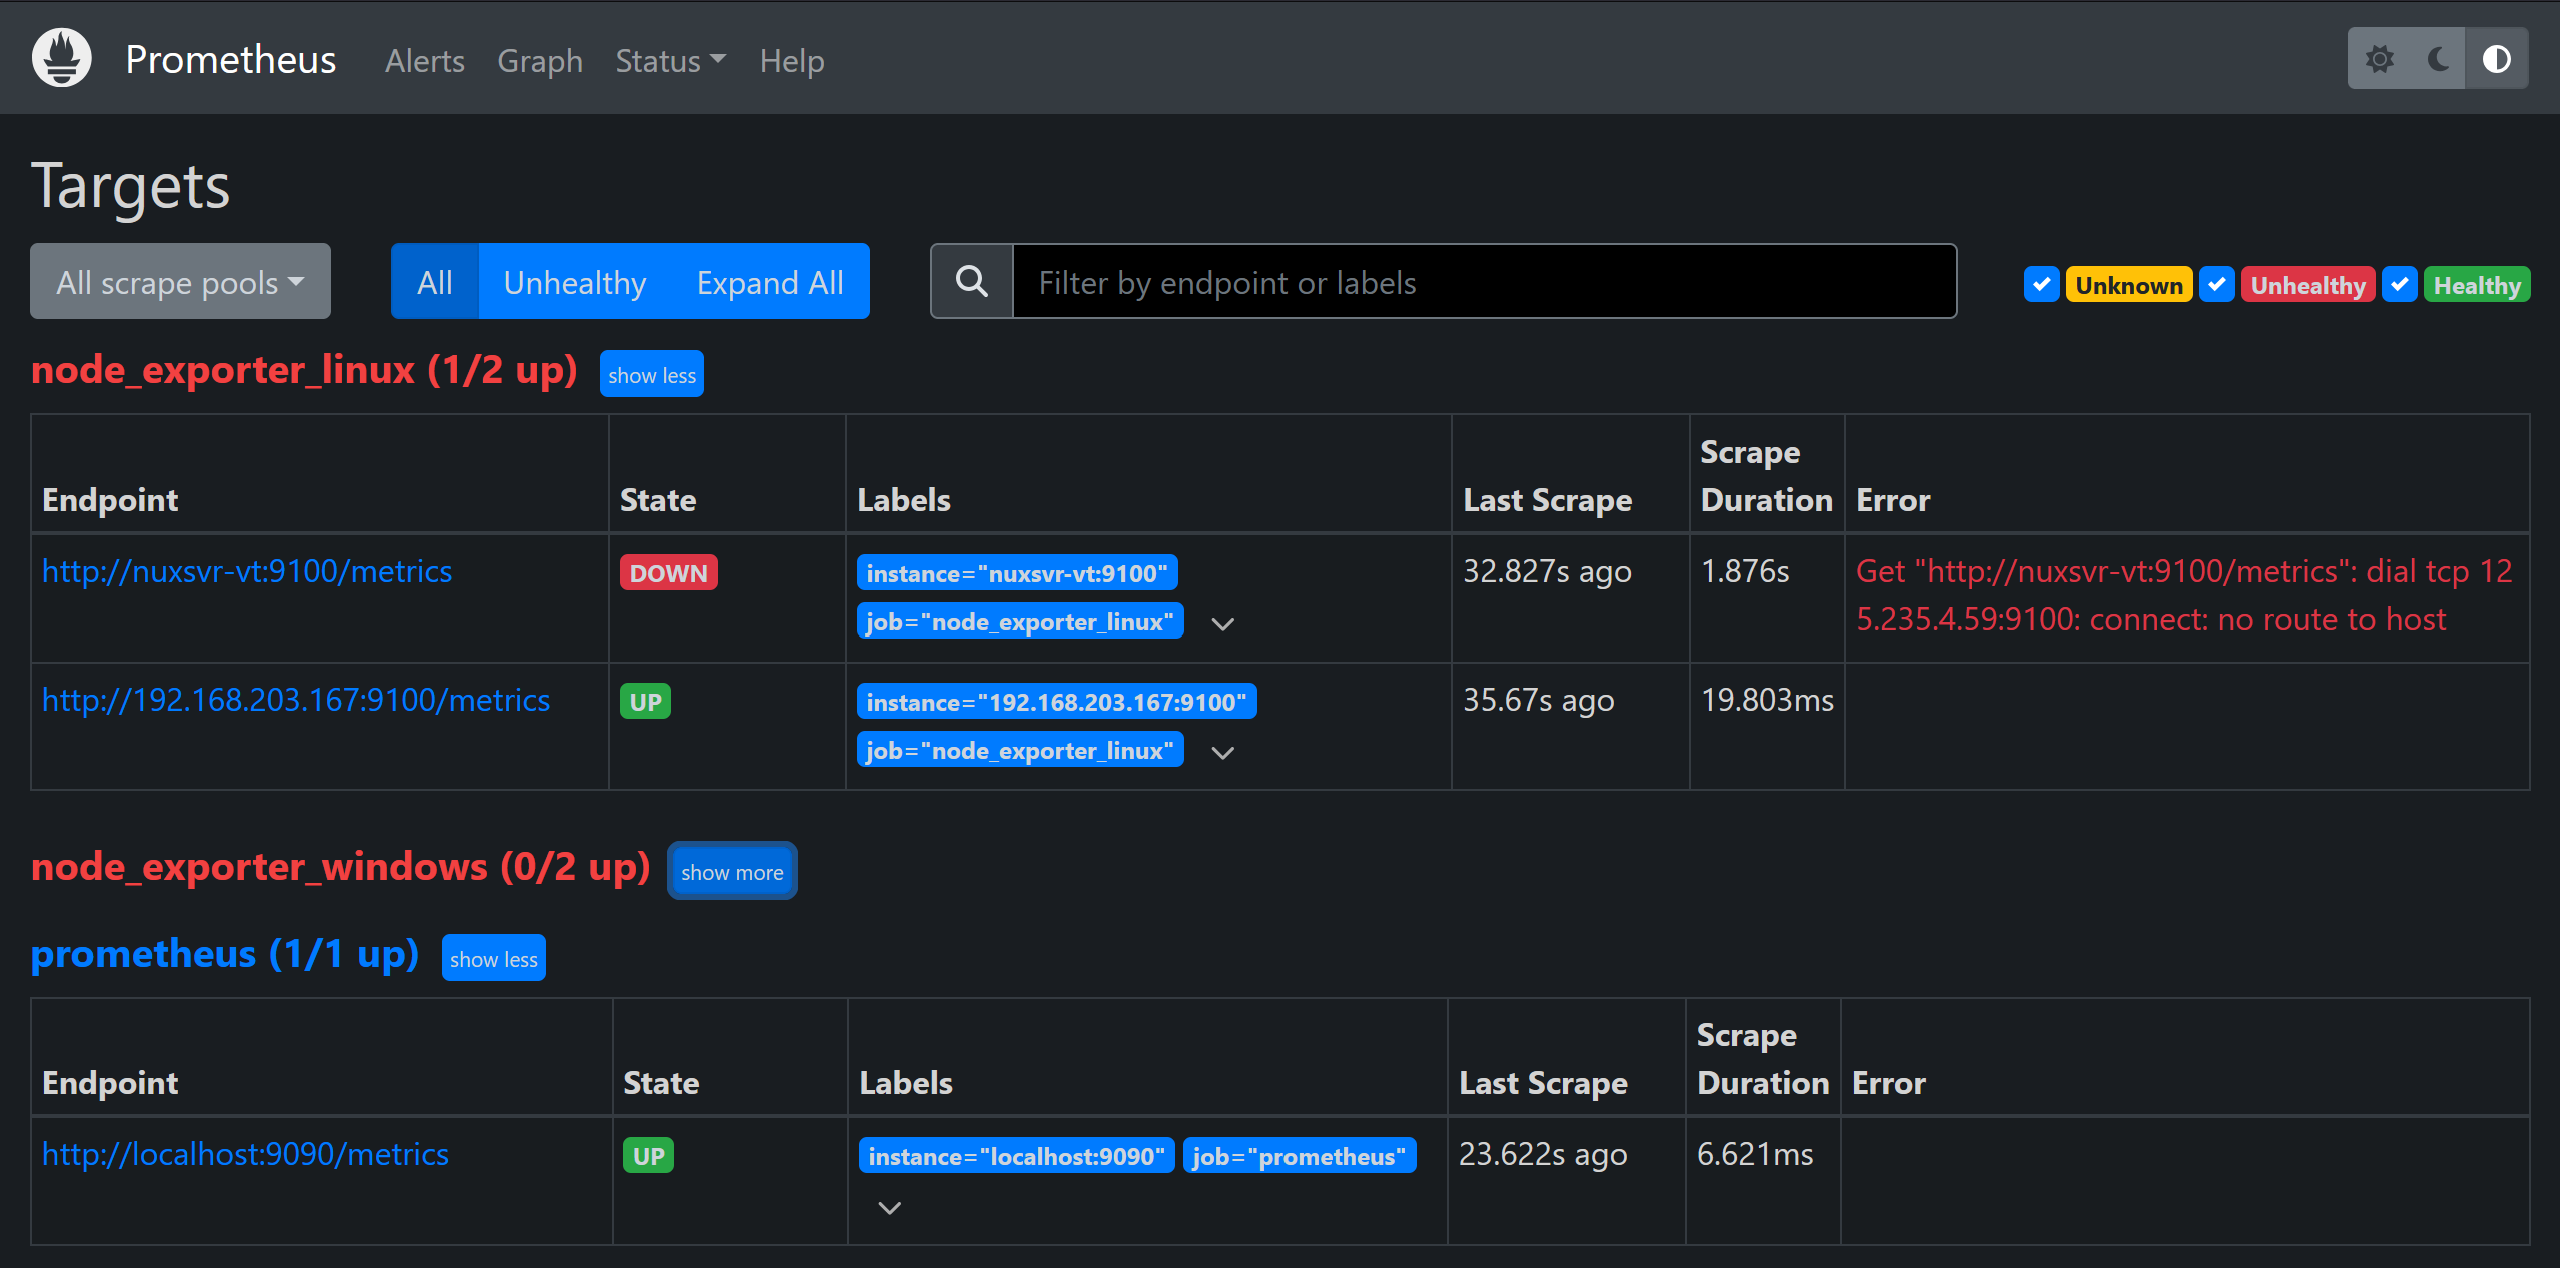 Prometheus Alerts Graph Status Help
Targets
All scrape pools All Unhealthy Expand All Filter by endpoint or labels Unknown Unhealthy Healthy
node_exporter_linux (1/2 up) show less
Endpoint State Labels Last Scrape Scrape Duration Error
http://nuxsvr-vt:9100/metrics DOWN instance="nuxsvr-vt:9100" 32.827s ago 1.876s Get "http://nuxsvr-vt:9100/metrics": dial tcp 12
job="node_exporter_linux" 5.235.4.59:9100: connect: no route to host
http://192.168.203.167:9100/metrics UP instance="192.168.203.167:9100" 35.67s ago 19.803ms
job="node_exporter_linux"
node_exporter_windows (0/2 up) show more
prometheus (1/1 up) show less
Endpoint State Labels Last Scrape Scrape Duration Error
http://localhost:9090/metrics UP instance="localhost:9090" job="prometheus" 23.622s ago 6.621ms